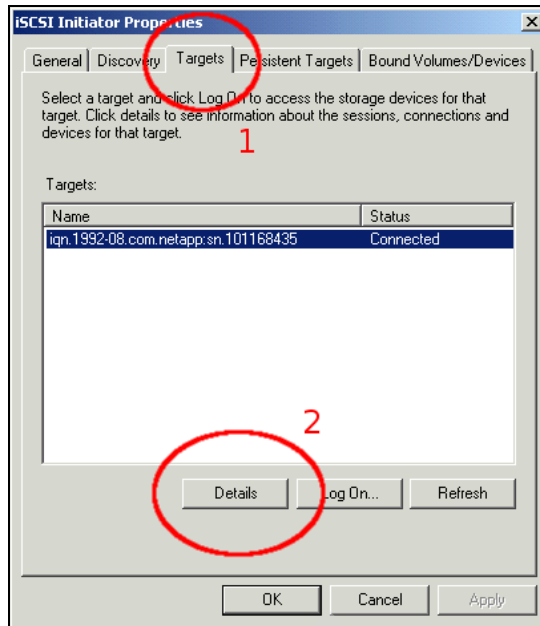 iSCSI Initiator Properties
General Discovery Targets Persistent Targets Bound Volumes/Devices
Select a target and click Log On to access the storage devices for that
target. Click details to see information about the sessions, connections and
devices for that target.
1
Targets:
Name Status
iqn.1992-08.com.netapp:sn.101168435 Connected
2
Details Log On... Refresh
OK Cancel Apply